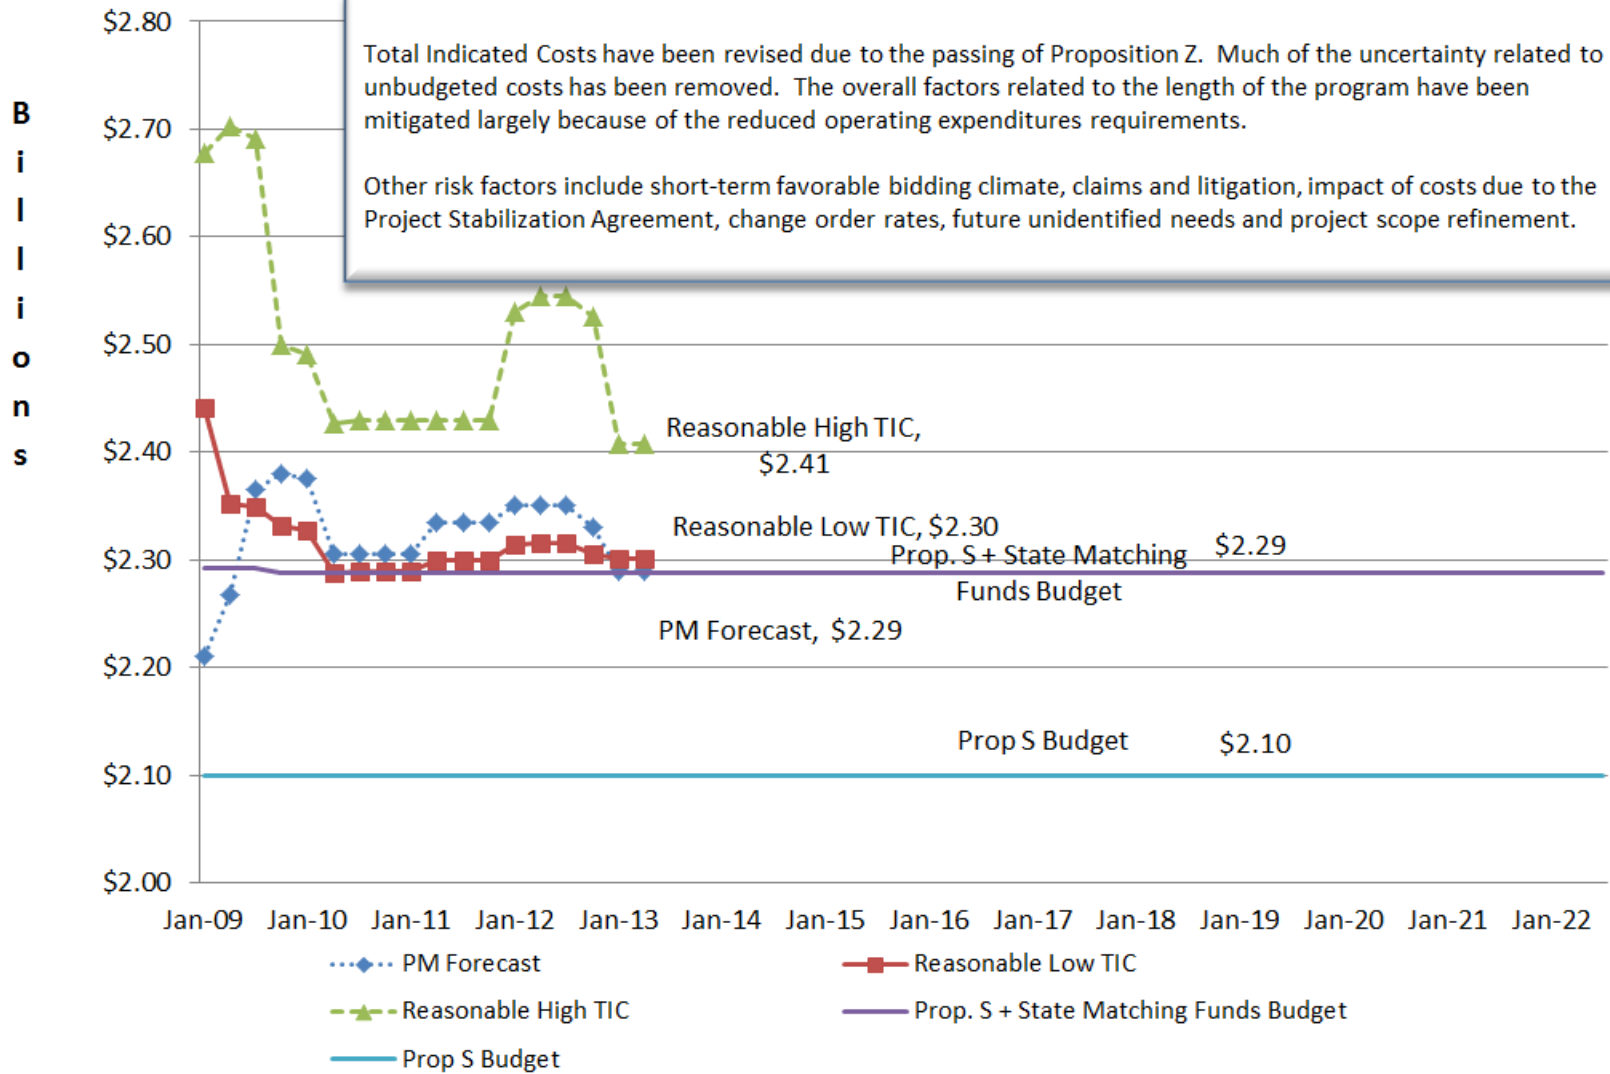 $2.80
Total Indicated Costs have been revised due to the passing of Proposition Z.  Much of the uncertainty related to
unbudgeted costs has been removed.  The overall factors related to the length of the program have been
mitigated largely because of the reduced operating expenditures requirements.
Other risk factors include short-term favorable bidding climate, claims and litigation, impact of costs due to the
Project Stabilization Agreement, change order rates, future unidentified needs and project scope refinement.
Billions
$2.70
$2.60
$2.50
$2.40
$2.30
$2.20
$2.10
$2.00
Reasonable High TIC,
$2.41
Reasonable Low TIC, $2.30
Prop. S + State Matching
Funds Budget
$2.29
PM Forecast,  $2.29
Prop S Budget
$2.10
Jan-09 Jan-10 Jan-11 Jan-12 Jan-13 Jan-14 Jan-15 Jan-16 Jan-17 Jan-18 Jan-19 Jan-20 Jan-21 Jan-22
PM Forecast
Reasonable Low TIC
Reasonable High TIC
Prop. S + State Matching Funds Budget
Prop S Budget